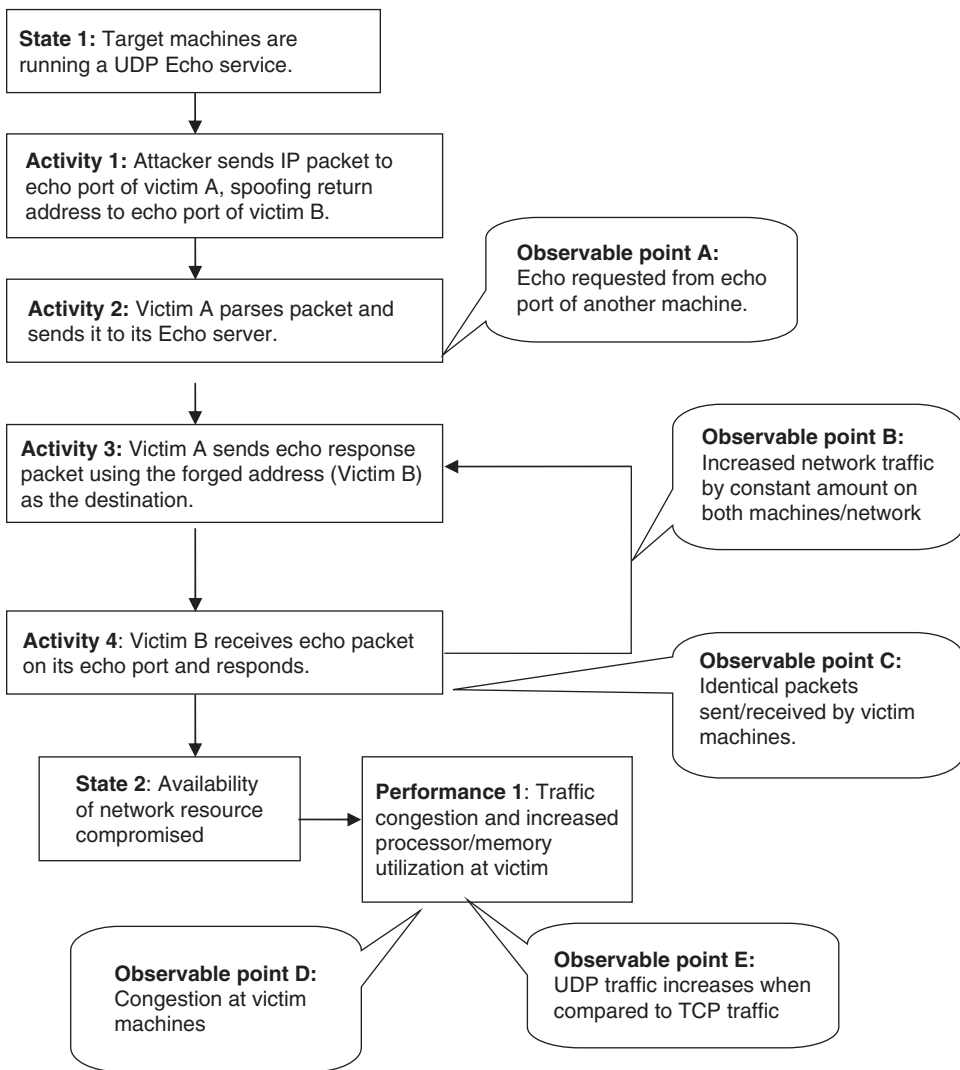 State 1: Target machines are
running a UDP Echo service.
Activity 1: Attacker sends IP packet to
echo port of victim A, spoofing return
address to echo port of victim B.
Observable point A:
Echo requested from echo
port of another machine.
Activity 2: Victim A parses packet and
sends it to its Echo server.
Activity 3: Victim A sends echo response
packet using the forged address (Victim B)
as the destination.
Observable point B:
Increased network traffic
by constant amount on
both machines/network
Activity 4: Victim B receives echo packet
on its echo port and responds.
Observable point C:
Identical packets
sent/received by victim
machines.
State 2: Availability
of network resource
compromised
Performance 1: Traffic
congestion and increased
processor/memory
utilization at victim
Observable point D:
Congestion at victim
machines
Observable point E:
UDP traffic increases when
compared to TCP traffic